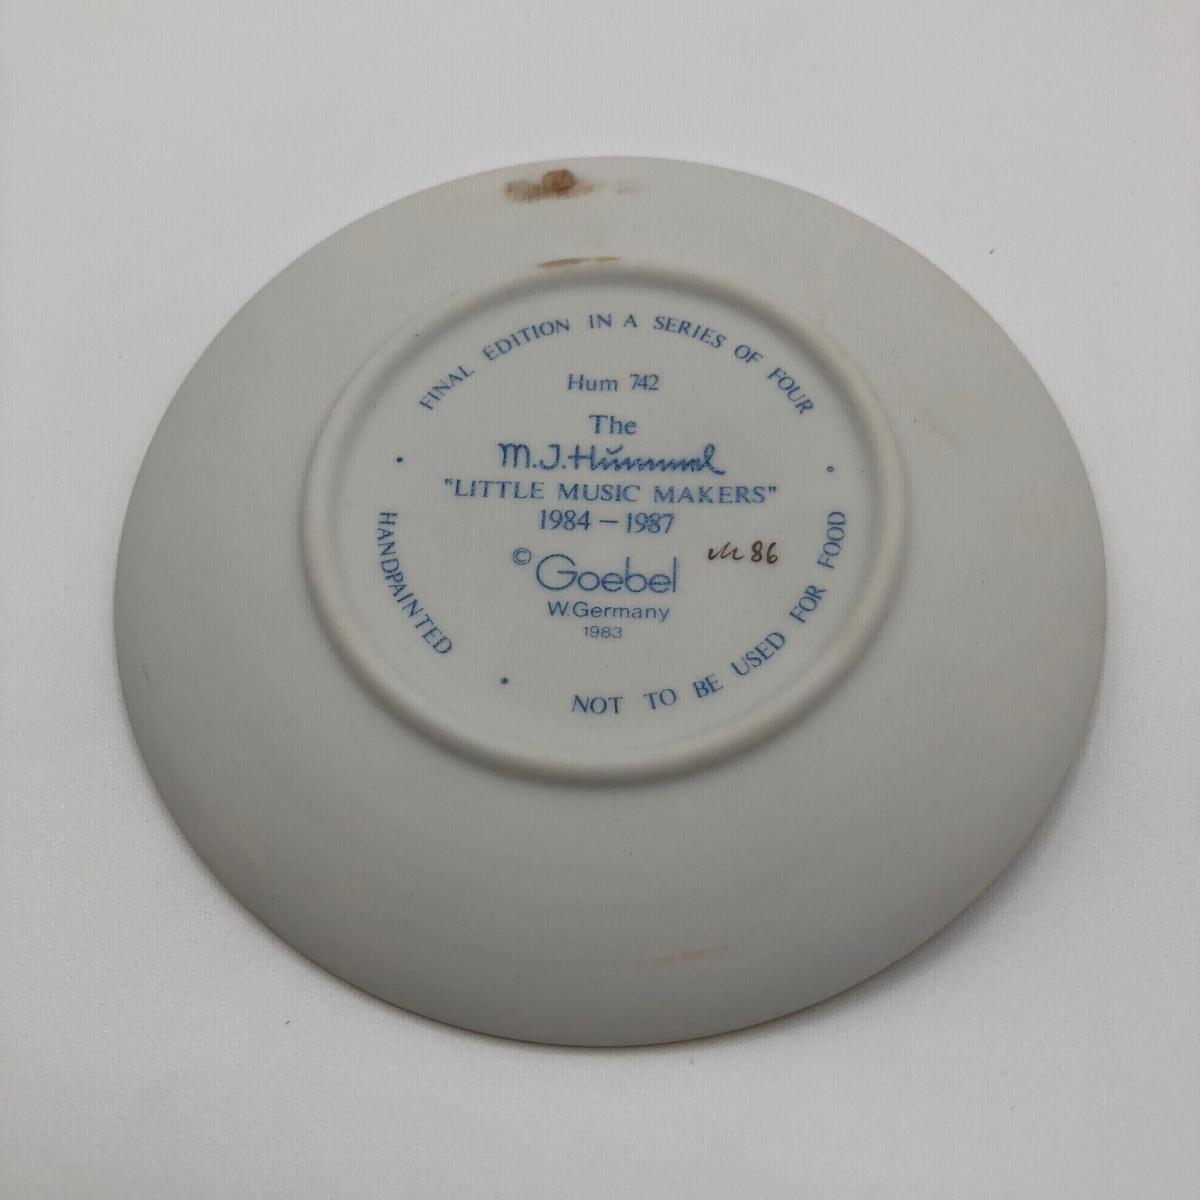 FINAL EDITION IN A SERIES OF FOUR
Hum 742
The
M.J.Hummel
"LITTLE MUSIC MAKERS"
1984 – 1987
© Goebel
W.Germany
1983
86
HANDPAINTED
NOT TO BE USED FOR FOOD